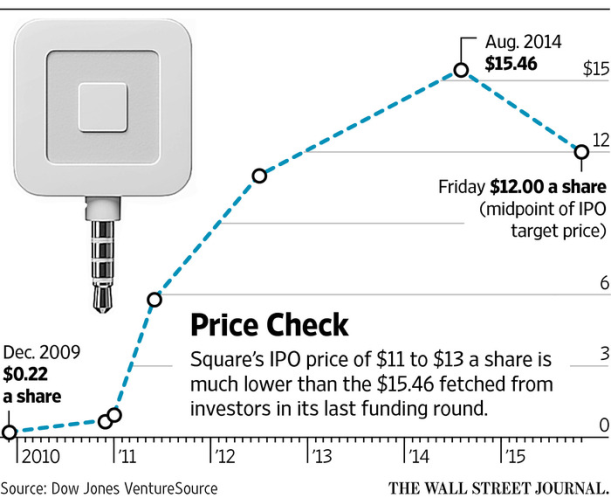 Aug. 2014
$15.46
$15
12
Friday $12.00 a share
(midpoint of IPO
target price)
6
Price Check
Square's IPO price of $11 to $13 a share is
much lower than the $15.46 fetched from
investors in its last funding round.
3
Dec. 2009
$0.22
a share
0
2010 '11 '12 '13 '14 '15
Source: Dow Jones VentureSource
THE WALL STREET JOURNAL.